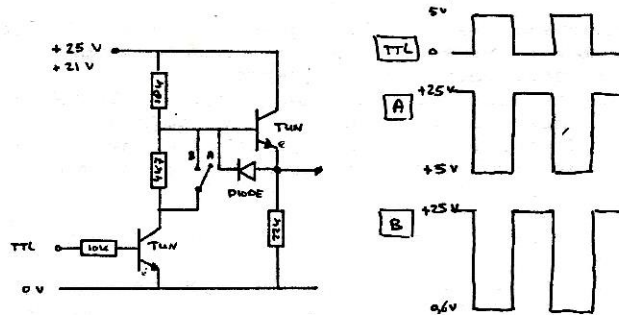 +25 V
+21 V
10k
TUN
E
4k7
B A
DIODE
22k
TTL
10k
TUN
E
0 V
5V
TTL
0
+25V
A
+5V
+25V
B
0,6V